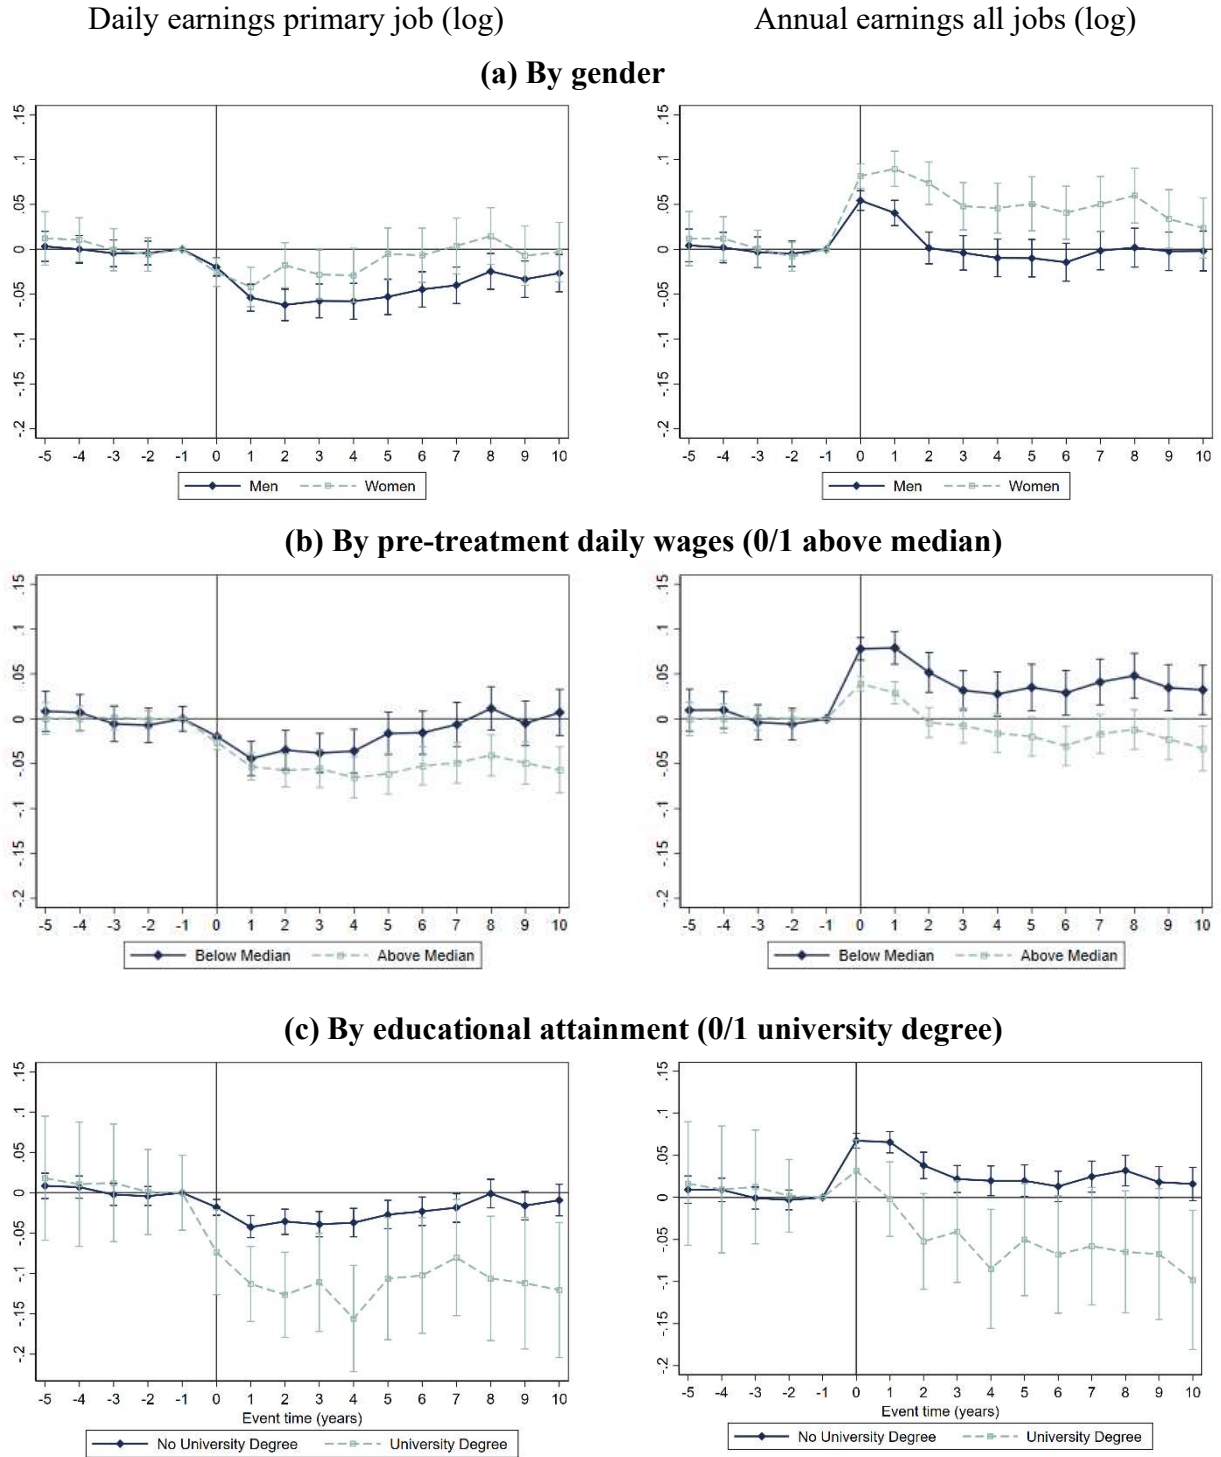 Daily earnings primary job (log) Annual earnings all jobs (log)
(a) By gender
.15 .15
.1 .1
.05 .05
0 0
-.05 -.05
-.1 -.1
-.15 -.15
-.2 -.2
-5 -4 -3 -2 -1 0 1 2 3 4 5 6 7 8 9 10 -5 -4 -3 -2 -1 0 1 2 3 4 5 6 7 8 9 10
Men Women Men Women
(b) By pre-treatment daily wages (0/1 above median)
.15 .15
.1 .1
.05 .05
0 0
-.05 -.05
-.1 -.1
-.15 -.15
-.2 -.2
-5 -4 -3 -2 -1 0 1 2 3 4 5 6 7 8 9 10 -5 -4 -3 -2 -1 0 1 2 3 4 5 6 7 8 9 10
Below Median Above Median Below Median Above Median
(c) By educational attainment (0/1 university degree)
.15 .15
.1 .1
.05 .05
0 0
-.05 -.05
-.1 -.1
-.15 -.15
-.2 -.2
-5 -4 -3 -2 -1 0 1 2 3 4 5 6 7 8 9 10 -5 -4 -3 -2 -1 0 1 2 3 4 5 6 7 8 9 10
Event time (years) Event time (years)
No University Degree University Degree No University Degree University Degree